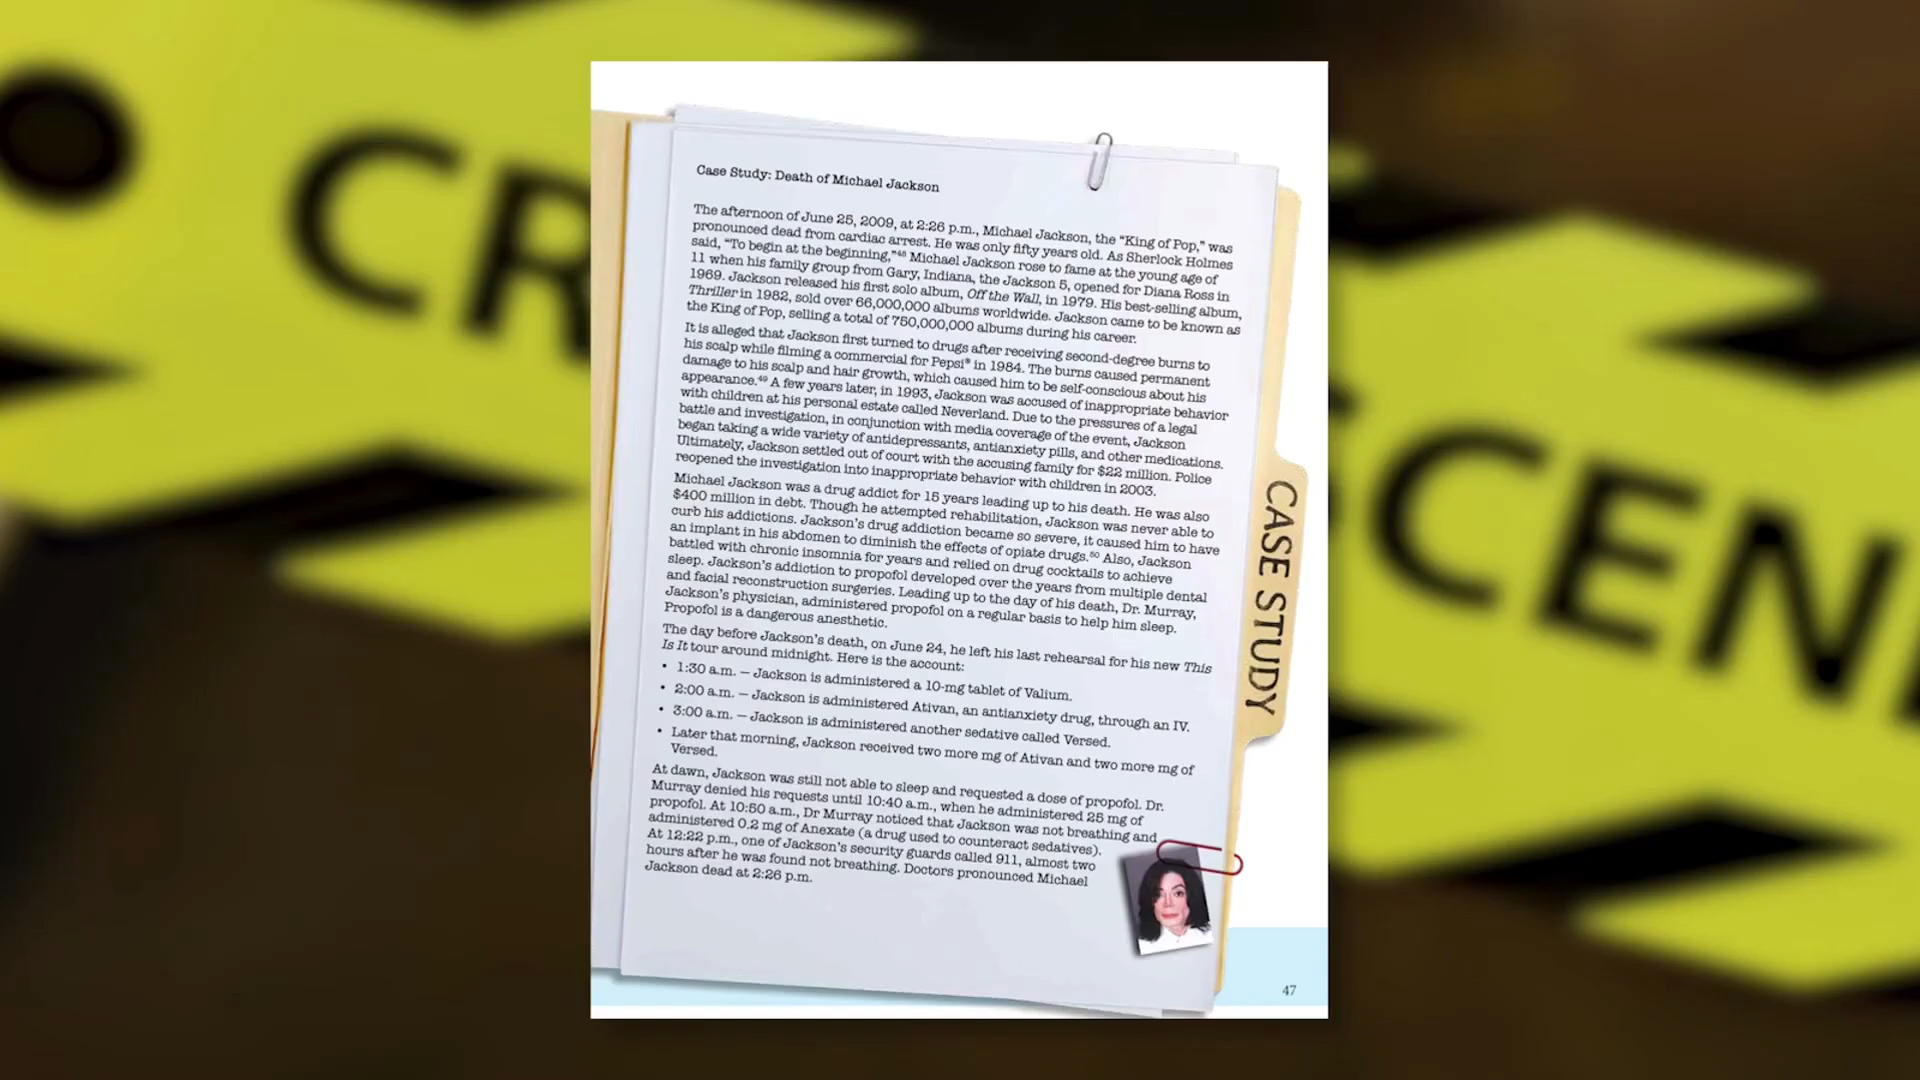 CR
SCEN
Case Study: Death of Michael Jackson
The afternoon of June 25, 2009, at 2:26 p.m., Michael Jackson, the “King of Pop,” was
pronounced dead from cardiac arrest. He was only fifty years old. As Sherlock Holmes
said, “To begin at the beginning,”⁴⁸ Michael Jackson rose to fame at the young age of
11 when his family group from Gary, Indiana, the Jackson 5, opened for Diana Ross in
1969. Jackson released his first solo album, Off the Wall, in 1979. His best-selling album,
Thriller in 1982, sold over 66,000,000 albums worldwide. Jackson came to be known as
the King of Pop, selling a total of 750,000,000 albums during his career.
It is alleged that Jackson first turned to drugs after receiving second-degree burns to
his scalp while filming a commercial for Pepsi® in 1984. The burns caused permanent
damage to his scalp and hair growth, which caused him to be self-conscious about his
appearance.⁴⁹ A few years later, in 1993, Jackson was accused of inappropriate behavior
with children at his personal estate called Neverland. Due to the pressures of a legal
battle and investigation, in conjunction with media coverage of the event, Jackson
began taking a wide variety of antidepressants, antianxiety pills, and other medications.
Ultimately, Jackson settled out of court with the accusing family for $22 million. Police
reopened the investigation into inappropriate behavior with children in 2003.
Michael Jackson was a drug addict for 15 years leading up to his death. He was also
$400 million in debt. Though he attempted rehabilitation, Jackson was never able to
curb his addictions. Jackson’s drug addiction became so severe, it caused him to have
an implant in his abdomen to diminish the effects of opiate drugs.⁵⁰ Also, Jackson
battled with chronic insomnia for years and relied on drug cocktails to achieve
sleep. Jackson’s addiction to propofol developed over the years from multiple dental
and facial reconstruction surgeries. Leading up to the day of his death, Dr. Murray,
Jackson’s physician, administered propofol on a regular basis to help him sleep.
Propofol is a dangerous anesthetic.
The day before Jackson’s death, on June 24, he left his last rehearsal for his new This
Is It tour around midnight. Here is the account:
• 1:30 a.m. — Jackson is administered a 10-mg tablet of Valium.
• 2:00 a.m. — Jackson is administered Ativan, an antianxiety drug, through an IV.
• 3:00 a.m. — Jackson is administered another sedative called Versed.
• Later that morning, Jackson received two more mg of Ativan and two more mg of
Versed.
At dawn, Jackson was still not able to sleep and requested a dose of propofol. Dr.
Murray denied his requests until 10:40 a.m., when he administered 25 mg of
propofol. At 10:50 a.m., Dr Murray noticed that Jackson was not breathing and
administered 0.2 mg of Anexate (a drug used to counteract sedatives).
At 12:22 p.m., one of Jackson’s security guards called 911, almost two
hours after he was found not breathing. Doctors pronounced Michael
Jackson dead at 2:26 p.m.
CASE STUDY
47